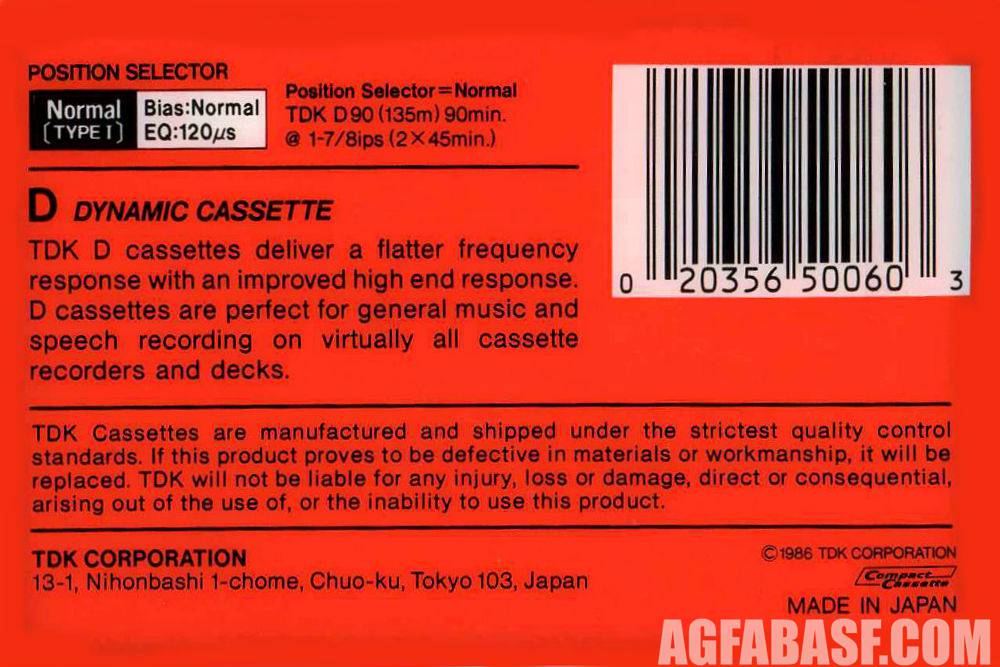 POSITION SELECTOR
Normal
[TYPE I]
Bias:Normal
EQ:120μs
Position Selector=Normal
TDK D90 (135m) 90min.
@ 1-7/8ips (2×45min.)
0 20356 50060 3
D DYNAMIC CASSETTE
TDK D cassettes deliver a flatter frequency
response with an improved high end response.
D cassettes are perfect for general music and
speech recording on virtually all cassette
recorders and decks.
TDK Cassettes are manufactured and shipped under the strictest quality control
standards. If this product proves to be defective in materials or workmanship, it will be
replaced. TDK will not be liable for any injury, loss or damage, direct or consequential,
arising out of the use of, or the inability to use this product.
TDK CORPORATION
13-1, Nihonbashi 1-chome, Chuo-ku, Tokyo 103, Japan
©1986 TDK CORPORATION
Compact
Cassette
MADE IN JAPAN
AGFABASF.COM